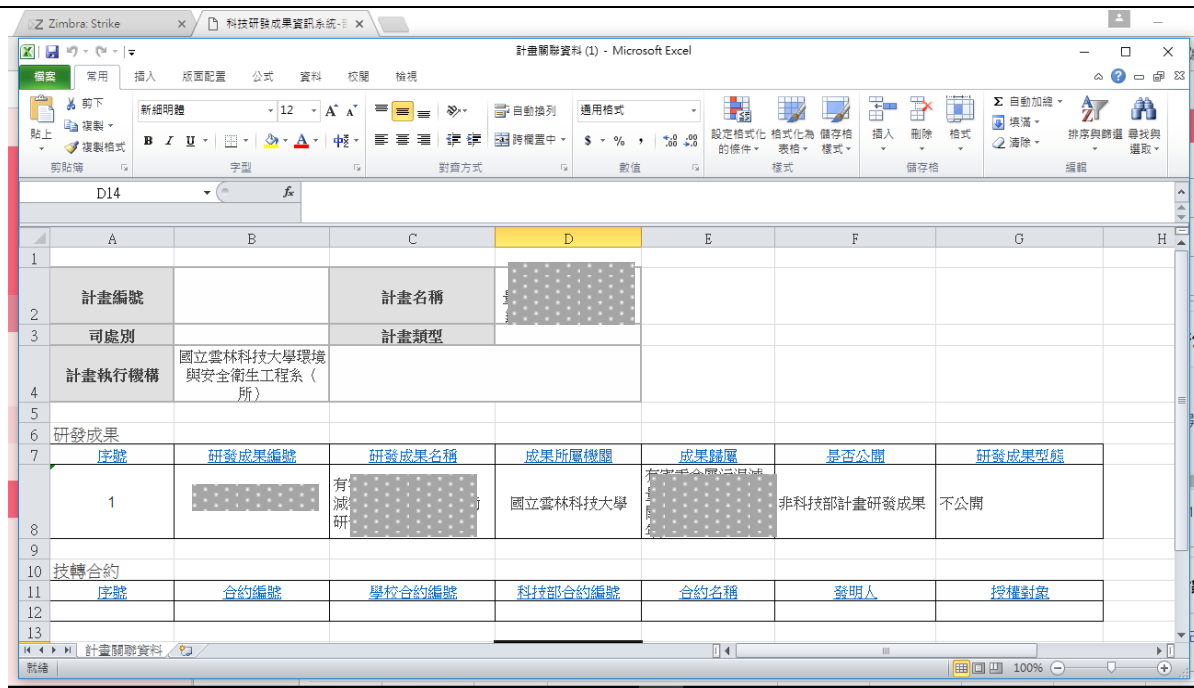 Zimbra: Strike
科技研發成果資訊系統-
計畫關聯資料 (1) - Microsoft Excel
檔案 常用 插入 版面配置 公式 資料 校閱 檢視
貼上
剪下
複製
複製格式
剪貼簿
新細明體 12
B I U
字型
自動換列
跨欄置中
對齊方式
通用格式
$ % ,
數值
設定格式化的條件
格式化為表格
儲存格樣式
樣式
插入
刪除
格式
儲存格
Σ 自動加總
填滿
清除
排序與篩選
尋找與選取
編輯
D14 fx
A B C D E F G H
1
2 計畫編號 計畫名稱
3 司處別 計畫類型
4 計畫執行機構 國立雲林科技大學環境
與安全衛生工程系（
所）
5
6 研發成果
7 序號 研發成果編號 研發成果名稱 成果所屬機關 成果歸屬 是否公開 研發成果型態
8 1 國立雲林科技大學 非科技部計畫研發成果 不公開
有
減
研
9
10 技轉合約
11 序號 合約編號 學校合約編號 科技部合約編號 合約名稱 發明人 授權對象
12
13
計畫關聯資料
就緒 100%